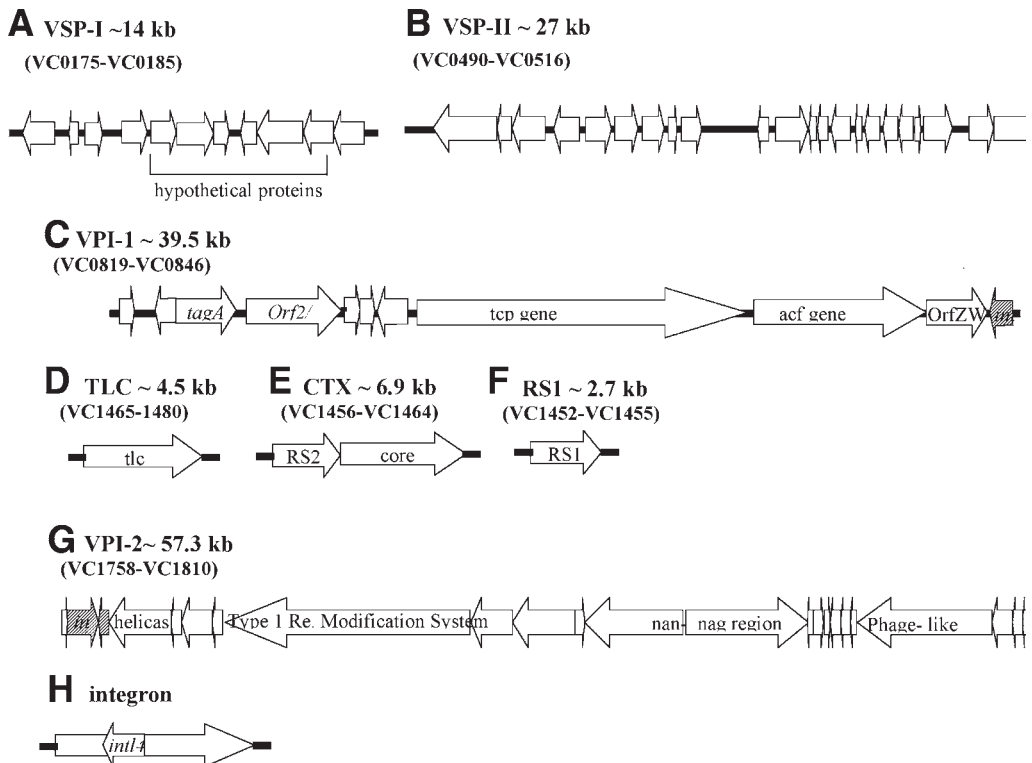 A VSP-I ~14 kb
(VC0175-VC0185)
B VSP-II ~ 27 kb
(VC0490-VC0516)
hypothetical proteins
C VPI-1 ~ 39.5 kb
(VC0819-VC0846)
tagA Orf2/ tcp gene acf gene OrfZW in
D TLC ~ 4.5 kb
(VC1465-1480)
tlc
E CTX ~ 6.9 kb
(VC1456-VC1464)
RS2 core
F RS1 ~ 2.7 kb
(VC1452-VC1455)
RS1
G VPI-2~ 57.3 kb
(VC1758-VC1810)
in helicas Type 1 Re. Modification System nan- nag region Phage- like
H integron
intI4